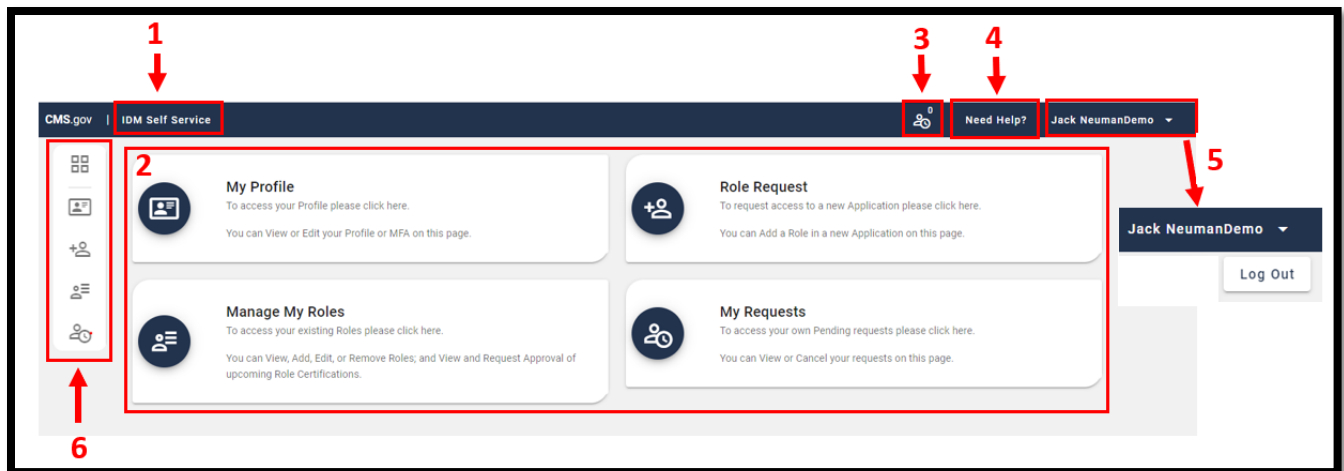 1
3
4
CMS.gov | IDM Self Service
0
Need Help?
Jack NeumanDemo
2
5
My Profile
To access your Profile please click here.
You can View or Edit your Profile or MFA on this page.
Role Request
To request access to a new Application please click here.
You can Add a Role in a new Application on this page.
Jack NeumanDemo
Log Out
Manage My Roles
To access your existing Roles please click here.
You can View, Add, Edit, or Remove Roles; and View and Request Approval of
upcoming Role Certifications.
My Requests
To access your own Pending requests please click here.
You can View or Cancel your requests on this page.
6